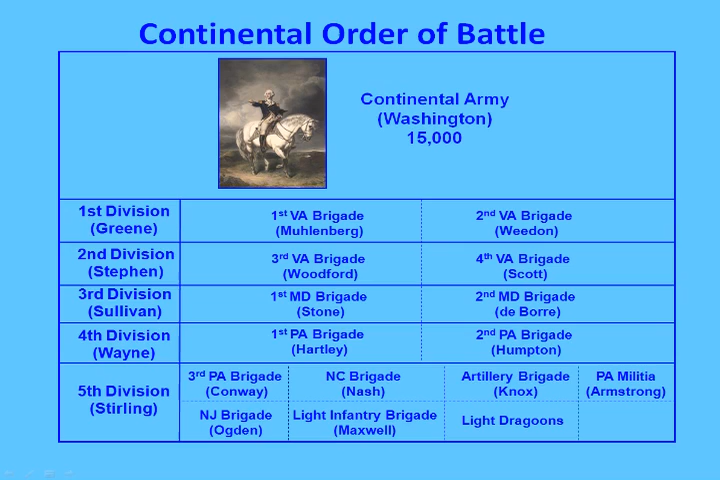 Continental Order of Battle
Continental Army
(Washington)
15,000
1st Division
(Greene)
1st VA Brigade
(Muhlenberg)
2nd VA Brigade
(Weedon)
2nd Division
(Stephen)
3rd VA Brigade
(Woodford)
4th VA Brigade
(Scott)
3rd Division
(Sullivan)
1st MD Brigade
(Stone)
2nd MD Brigade
(de Borre)
4th Division
(Wayne)
1st PA Brigade
(Hartley)
2nd PA Brigade
(Humpton)
5th Division
(Stirling)
3rd PA Brigade
(Conway)
NC Brigade
(Nash)
Artillery Brigade
(Knox)
PA Militia
(Armstrong)
NJ Brigade
(Ogden)
Light Infantry Brigade
(Maxwell)
Light Dragoons